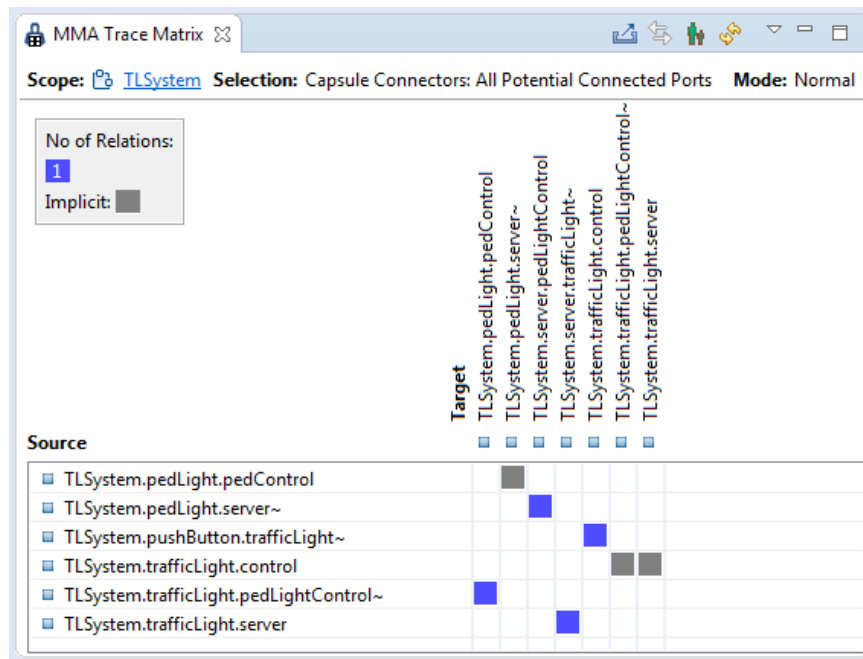 MMA Trace Matrix
Scope: TLSystem Selection: Capsule Connectors: All Potential Connected Ports Mode: Normal
No of Relations:
1
Implicit:
Target
TLSystem.pedLight.pedControl
TLSystem.pedLight.server~
TLSystem.server.pedLightControl
TLSystem.server.trafficLight~
TLSystem.trafficLight.control
TLSystem.trafficLight.pedLightControl~
TLSystem.trafficLight.server
Source
TLSystem.pedLight.pedControl
TLSystem.pedLight.server~
TLSystem.pushButton.trafficLight~
TLSystem.trafficLight.control
TLSystem.trafficLight.pedLightControl~
TLSystem.trafficLight.server